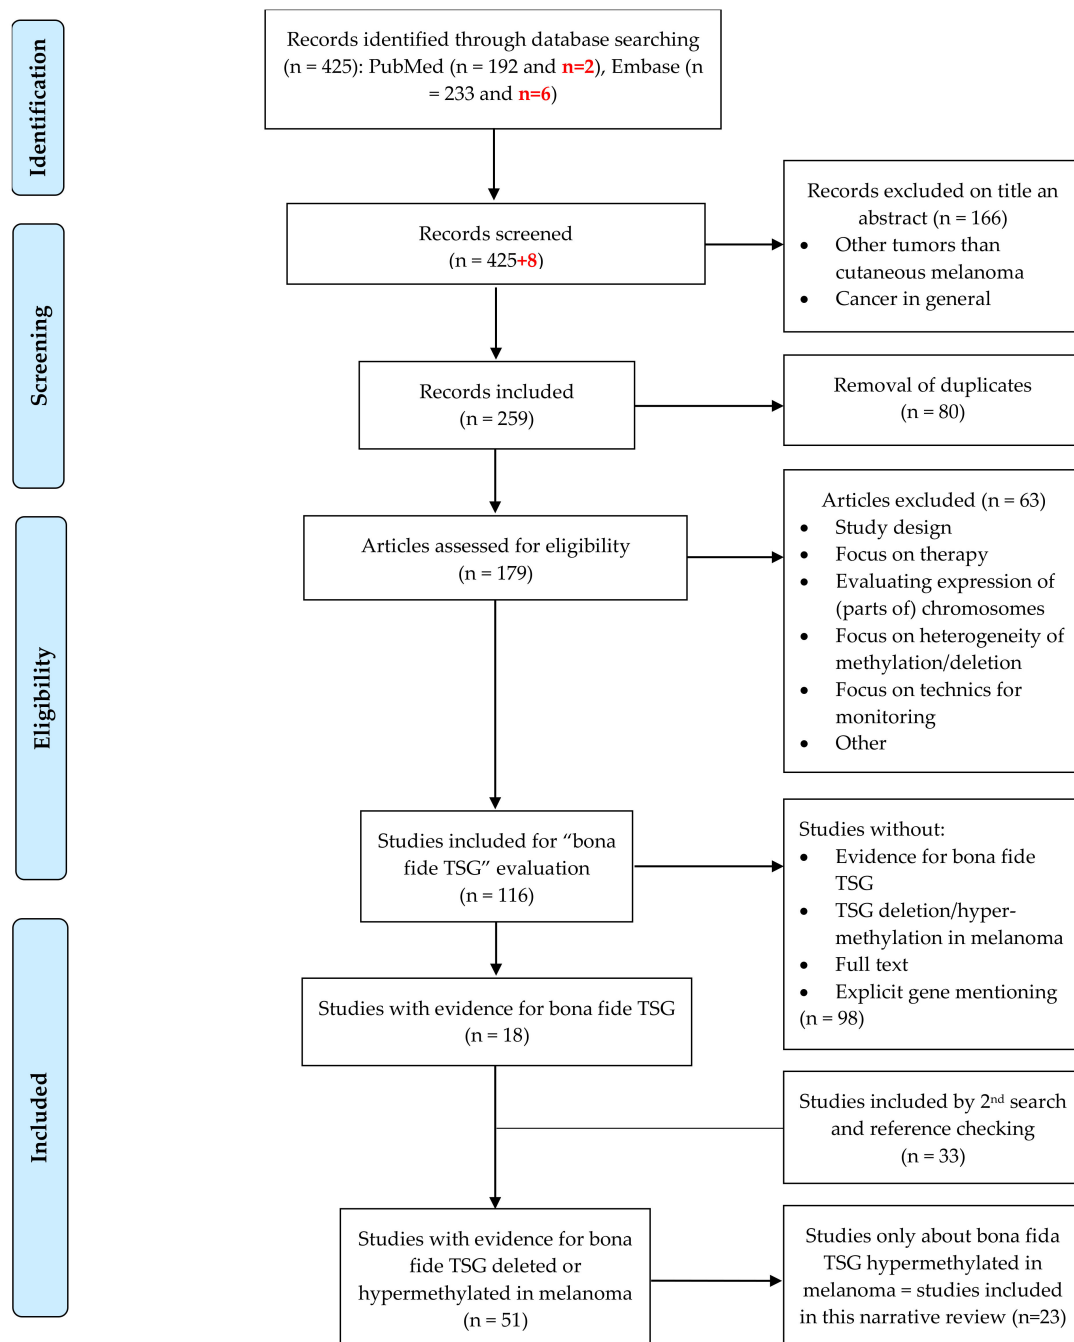 Identification
Records identified through database searching
(n = 425): PubMed (n = 192 and n=2), Embase (n
= 233 and n=6)
Records screened
(n = 425+8)
Records excluded on title an
abstract (n = 166)
• Other tumors than
cutaneous melanoma
• Cancer in general
Screening
Records included
(n = 259)
Removal of duplicates
(n = 80)
Eligibility
Articles assessed for eligibility
(n = 179)
Articles excluded (n = 63)
• Study design
• Focus on therapy
• Evaluating expression of
(parts of) chromosomes
• Focus on heterogeneity of
methylation/deletion
• Focus on technics for
monitoring
• Other
Studies included for “bona
fide TSG” evaluation
(n = 116)
Studies without:
• Evidence for bona fide
TSG
• TSG deletion/hyper-
methylation in melanoma
• Full text
• Explicit gene mentioning
(n = 98)
Included
Studies with evidence for bona fide TSG
(n = 18)
Studies included by 2nd search
and reference checking
(n = 33)
Studies with evidence for bona
fide TSG deleted or
hypermethylated in melanoma
(n = 51)
Studies only about bona fida
TSG hypermethylated in
melanoma = studies included
in this narrative review (n=23)